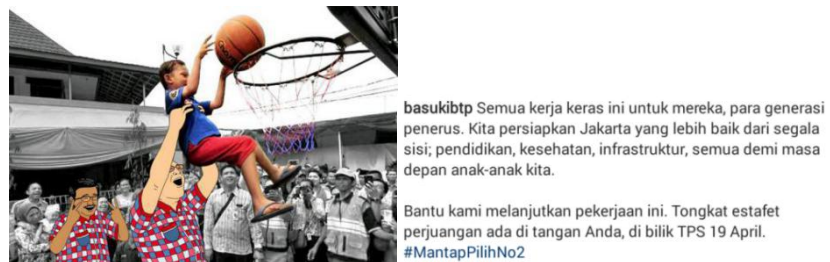 basukibtp Semua kerja keras ini untuk mereka, para generasi
penerus. Kita persiapkan Jakarta yang lebih baik dari segala
sisi; pendidikan, kesehatan, infrastruktur, semua demi masa
depan anak-anak kita.
Bantu kami melanjutkan pekerjaan ini. Tongkat estafet
perjuangan ada di tangan Anda, di bilik TPS 19 April.
#MantapPilihNo2